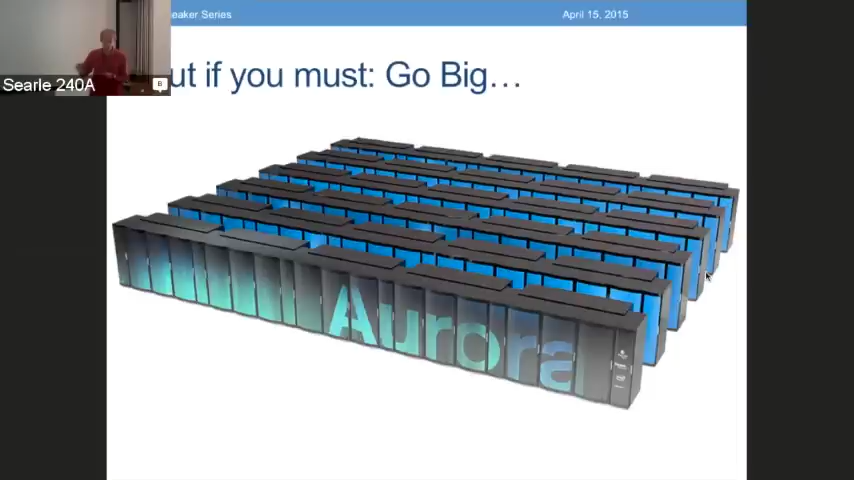 eaker Series
April 15, 2015
Searle 240A
ut if you must: Go Big…
Aurora